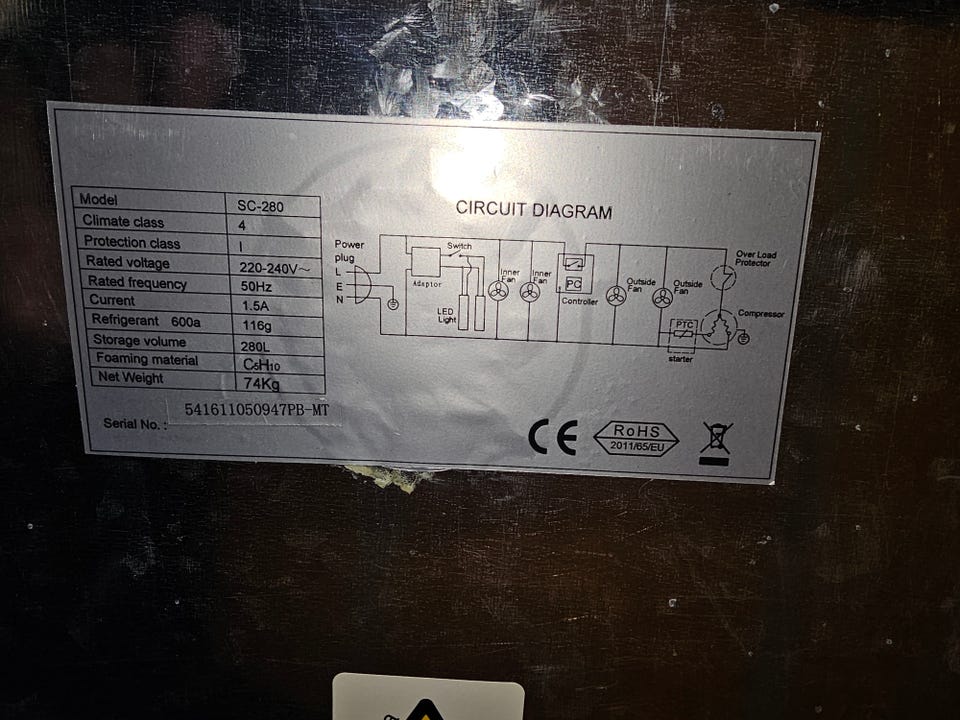 Model SC-280
Climate class 4
Protection class I
Rated voltage 220-240V~
Rated frequency 50Hz
Current 1.5A
Refrigerant 600a 116g
Storage volume 280L
Foaming material C5H10
Net Weight 74Kg
Serial No.: 541611050947PB-MT
CIRCUIT DIAGRAM
Power
plug
L
E
N
Adaptor
Switch
LED
Light
Inner
Fan
Inner
Fan
PC
Controller
Outside
Fan
Outside
Fan
Over Load
Protector
Compressor
PTC
starter
CE
RoHS
2011/65/EU